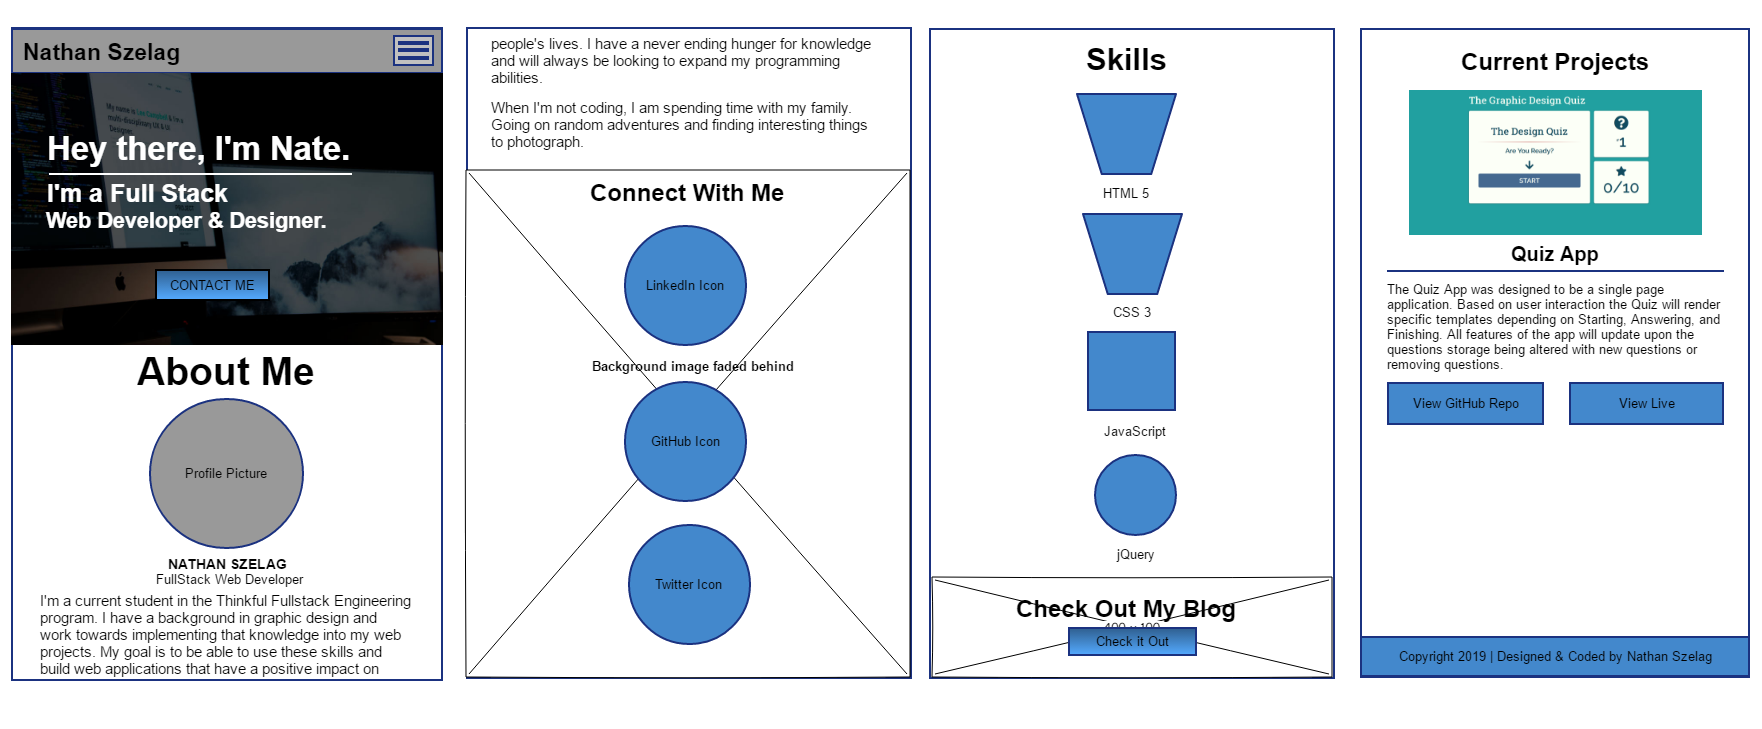 Nathan Szelag
My name is
multi-disciplinary UX & UI
Designer
Hey there, I'm Nate.
I'm a Full Stack
Web Developer & Designer.
CONTACT ME
About Me
Profile Picture
NATHAN SZELAG
FullStack Web Developer
I'm a current student in the Thinkful Fullstack Engineering
program. I have a background in graphic design and
work towards implementing that knowledge into my web
projects. My goal is to be able to use these skills and
build web applications that have a positive impact on
people's lives. I have a never ending hunger for knowledge
and will always be looking to expand my programming
abilities.
When I'm not coding, I am spending time with my family.
Going on random adventures and finding interesting things
to photograph.
Connect With Me
LinkedIn Icon
Background image faded behind
GitHub Icon
Twitter Icon
Skills
HTML 5
CSS 3
JavaScript
jQuery
Check Out My Blog
Check it Out
Current Projects
The Graphic Design Quiz
The Design Quiz
Are You Ready?
START
1
0/10
Quiz App
The Quiz App was designed to be a single page
application. Based on user interaction the Quiz will render
specific templates depending on Starting, Answering, and
Finishing. All features of the app will update upon the
questions storage being altered with new questions or
removing questions.
View GitHub Repo
View Live
Copyright 2019 | Designed & Coded by Nathan Szelag